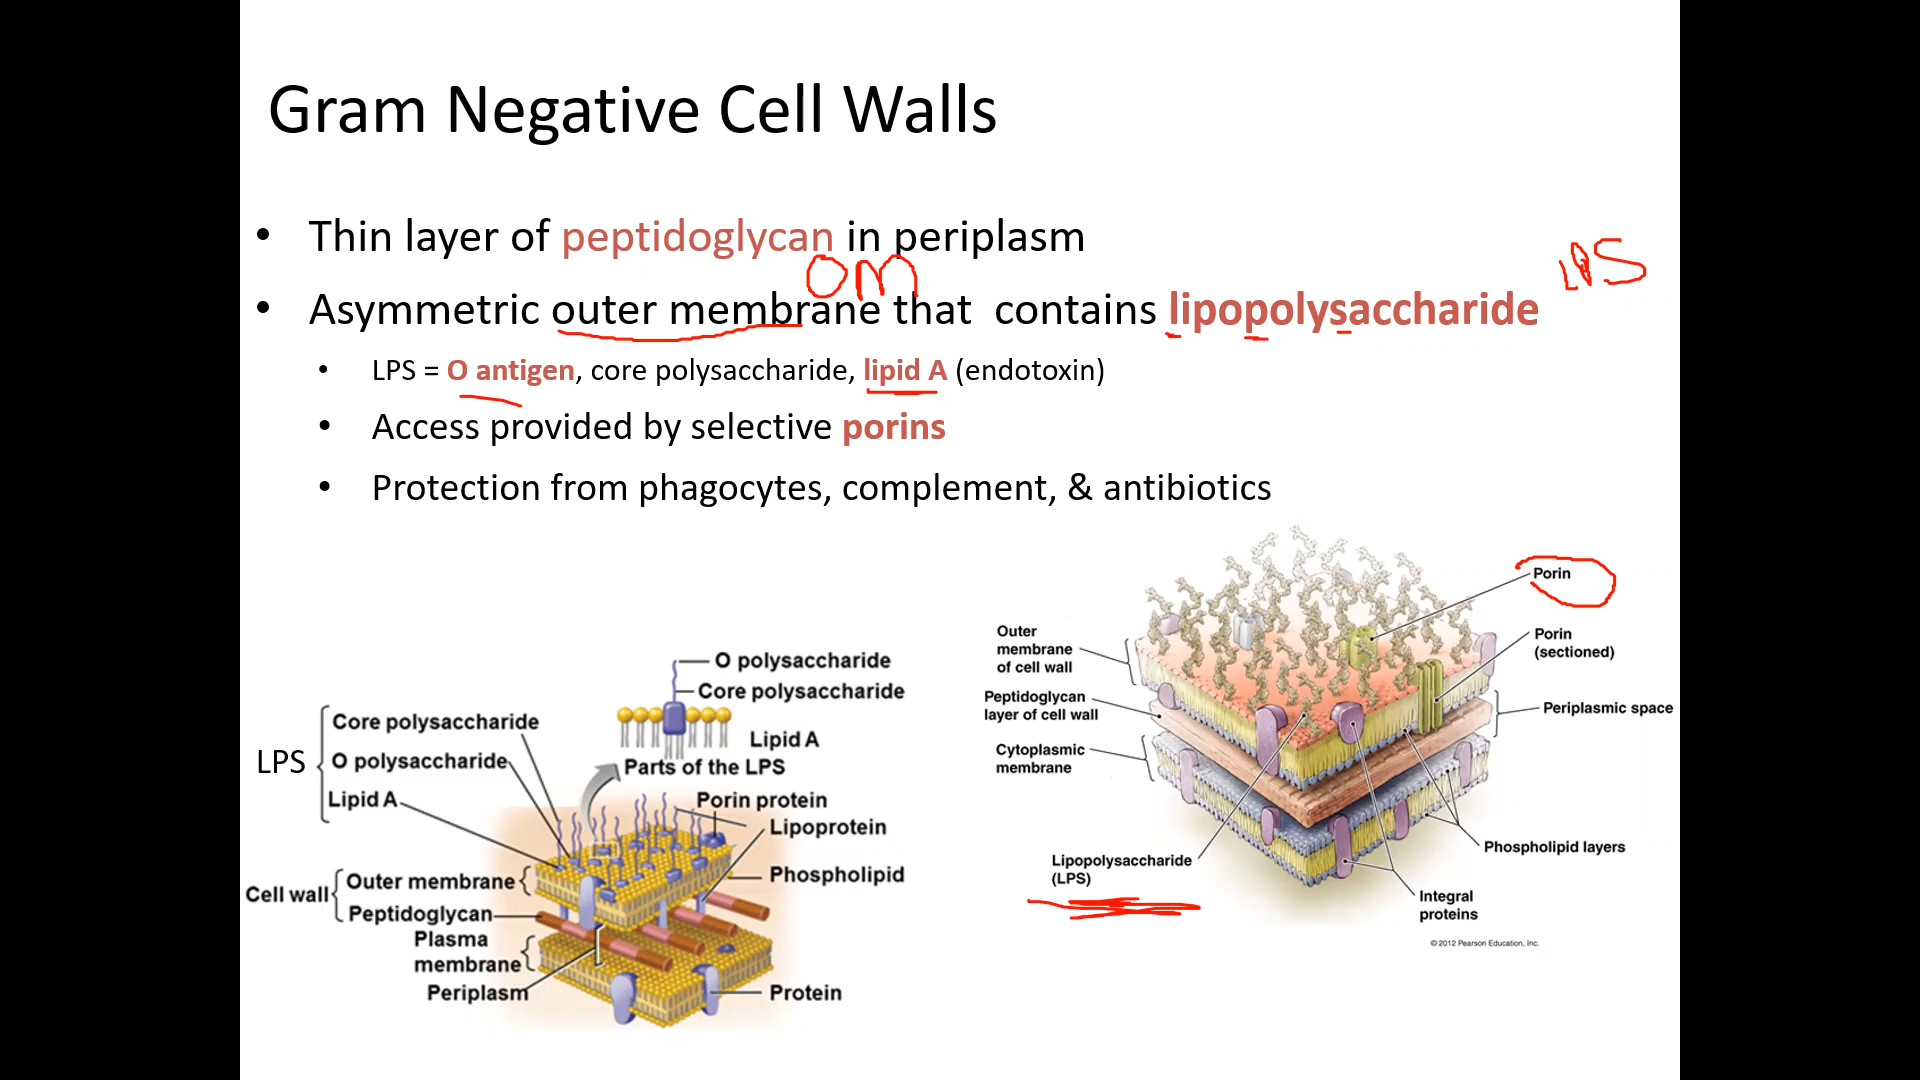 Gram Negative Cell Walls
• Thin layer of peptidoglycan in periplasm
OM
LPS
• Asymmetric outer membrane that contains lipopolysaccharide
• LPS = O antigen, core polysaccharide, lipid A (endotoxin)
• Access provided by selective porins
• Protection from phagocytes, complement, & antibiotics
O polysaccharide
Core polysaccharide
Lipid A
Parts of the LPS
LPS
Core polysaccharide
O polysaccharide
Lipid A
Porin protein
Lipoprotein
Phospholipid
Cell wall
Outer membrane
Peptidoglycan
Plasma
membrane
Periplasm
Protein
Porin
Porin
(sectioned)
Outer
membrane
of cell wall
Peptidoglycan
layer of cell wall
Cytoplasmic
membrane
Periplasmic space
Lipopolysaccharide
(LPS)
Phospholipid layers
Integral
proteins
© 2012 Pearson Education, Inc.